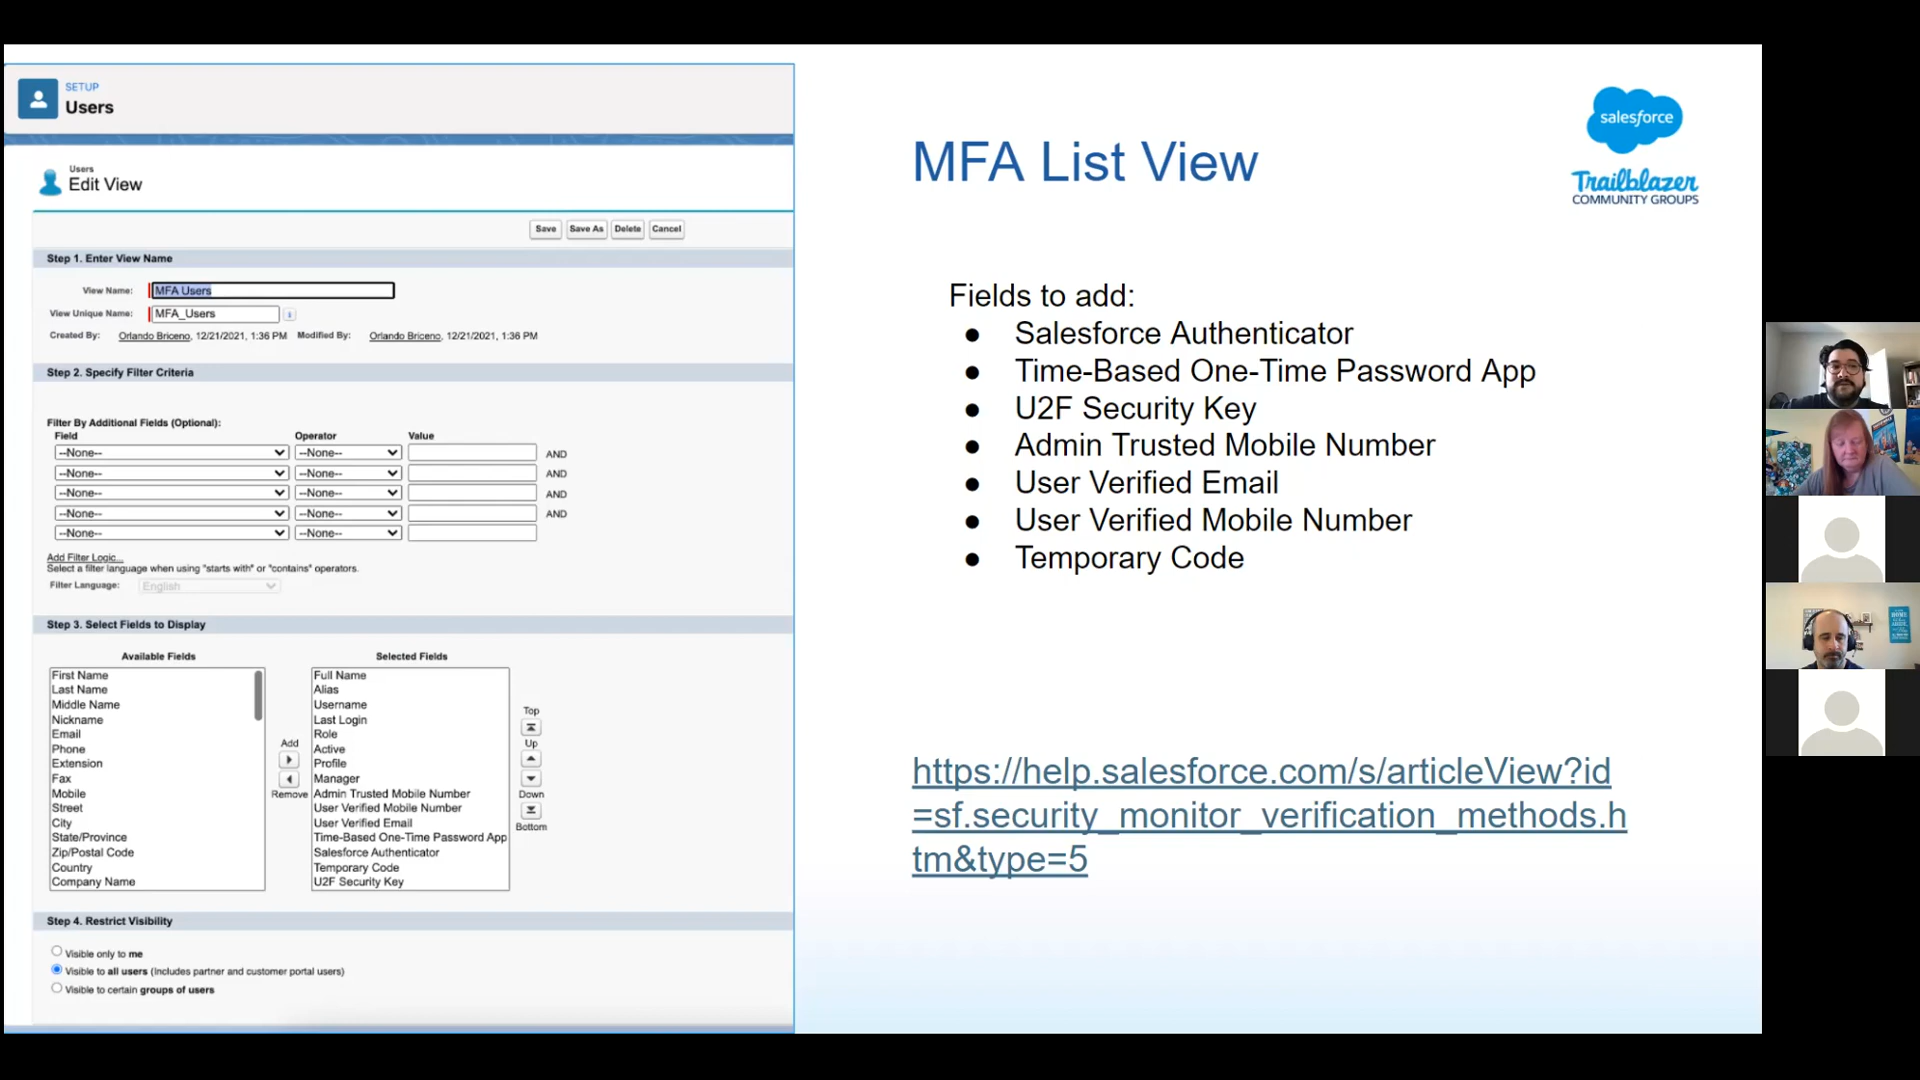 SETUP
Users
Users
Edit View
Save Save As Delete Cancel
Step 1. Enter View Name
View Name: MFA Users
View Unique Name: MFA_Users i
Created By: Orlando Briceno, 12/21/2021, 1:36 PM Modified By: Orlando Briceno, 12/21/2021, 1:36 PM
Step 2. Specify Filter Criteria
Filter By Additional Fields (Optional):
Field Operator Value
--None-- --None-- AND
--None-- --None-- AND
--None-- --None-- AND
--None-- --None-- AND
--None-- --None--
Add Filter Logic...
Select a filter language when using "starts with" or "contains" operators.
Filter Language: English
Step 3. Select Fields to Display
Available Fields
First Name
Last Name
Middle Name
Nickname
Email
Phone
Extension
Fax
Mobile
Street
City
State/Province
Zip/Postal Code
Country
Company Name
Add
Remove
Selected Fields
Full Name
Alias
Username
Last Login
Role
Active
Profile
Manager
Admin Trusted Mobile Number
User Verified Mobile Number
User Verified Email
Time-Based One-Time Password App
Salesforce Authenticator
Temporary Code
U2F Security Key
Top
Up
Down
Bottom
Step 4. Restrict Visibility
Visible only to me
Visible to all users (Includes partner and customer portal users)
Visible to certain groups of users
MFA List View
salesforce
Trailblazer
COMMUNITY GROUPS
Fields to add:
● Salesforce Authenticator
● Time-Based One-Time Password App
● U2F Security Key
● Admin Trusted Mobile Number
● User Verified Email
● User Verified Mobile Number
● Temporary Code
https://help.salesforce.com/s/articleView?id
=sf.security_monitor_verification_methods.h
tm&type=5